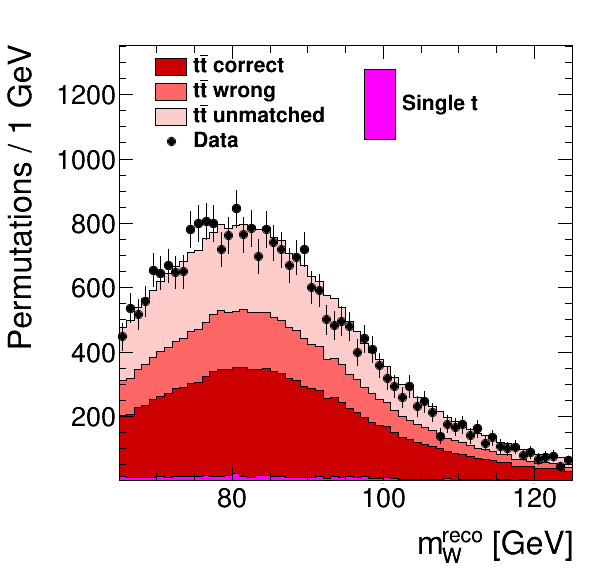 tt̄ correct
tt̄ wrong
tt̄ unmatched
Data
Single t
Permutations / 1 GeV
1200
1000
800
600
400
200
80 100 120
m_W^reco [GeV]